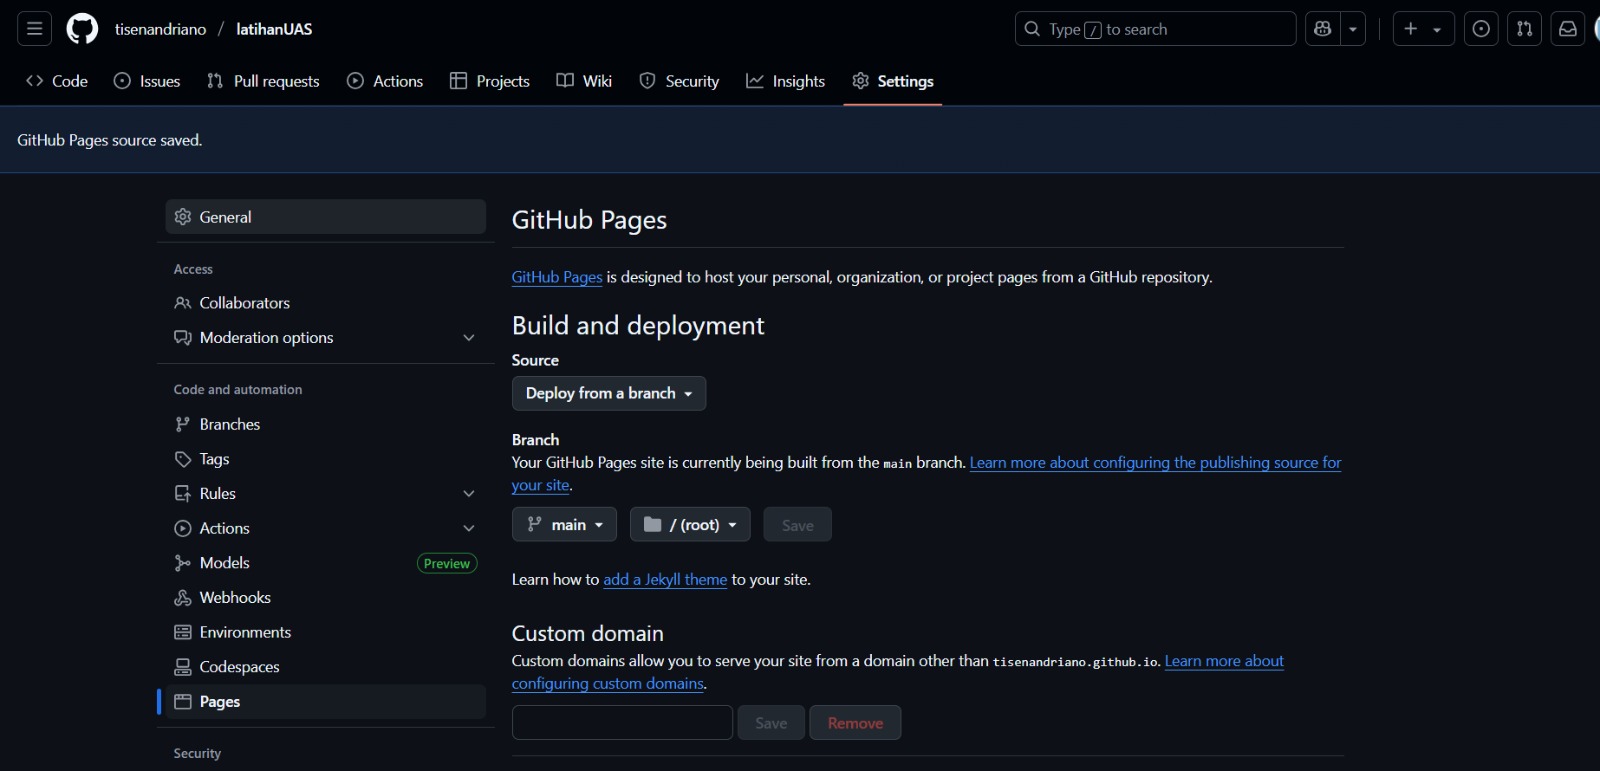 tisenandriano / latihanUAS
Type / to search
Code Issues Pull requests Actions Projects Wiki Security Insights Settings
GitHub Pages source saved.
General
Access
Collaborators
Moderation options
Code and automation
Branches
Tags
Rules
Actions
Models Preview
Webhooks
Environments
Codespaces
Pages
Security
GitHub Pages
GitHub Pages is designed to host your personal, organization, or project pages from a GitHub repository.
Build and deployment
Source
Deploy from a branch
Branch
Your GitHub Pages site is currently being built from the main branch. Learn more about configuring the publishing source for
your site.
main / (root) Save
Learn how to add a Jekyll theme to your site.
Custom domain
Custom domains allow you to serve your site from a domain other than tisenandriano.github.io. Learn more about
configuring custom domains.
Save Remove